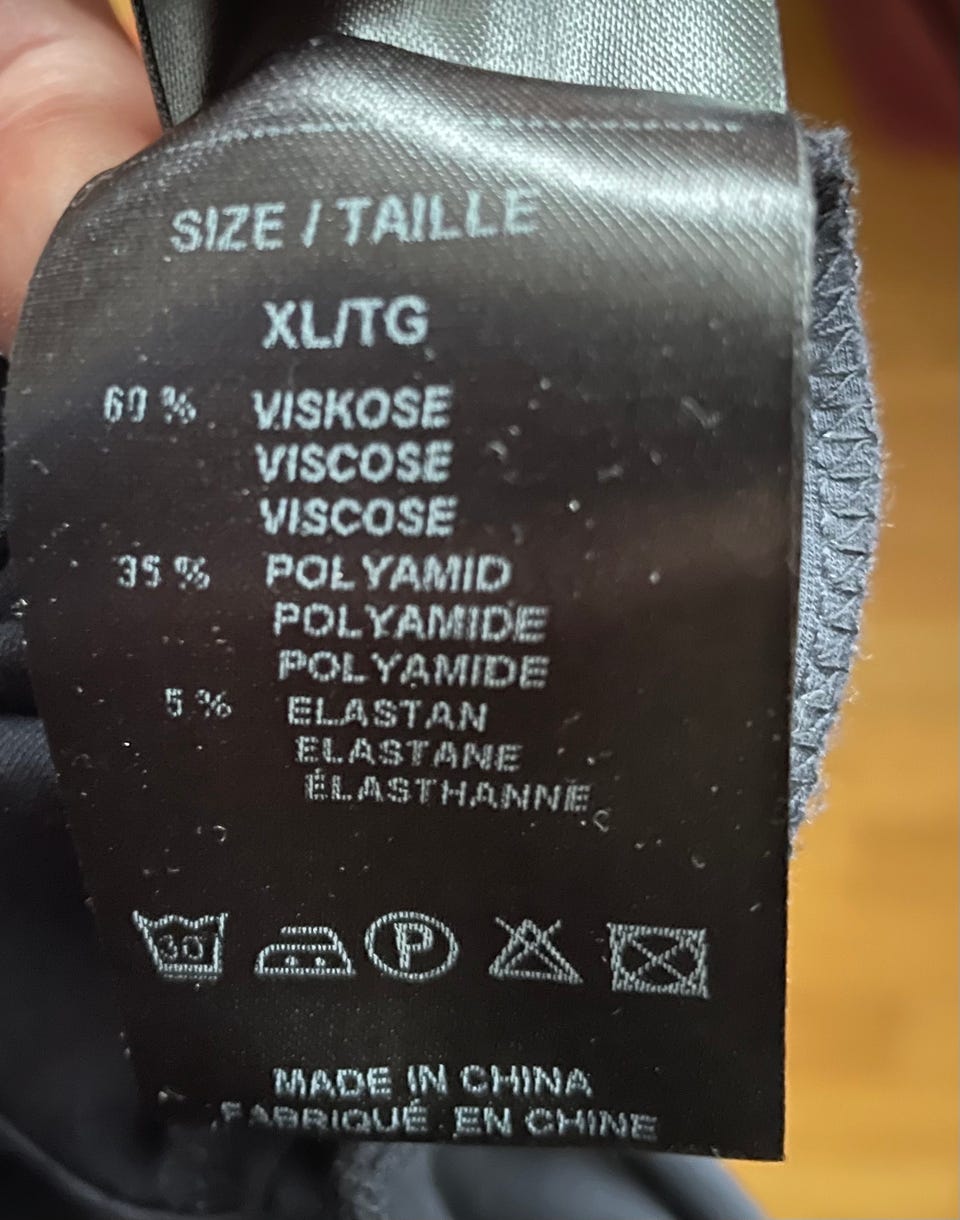 SIZE / TAILLE
XL/TG
60 % VISKOSE
VISCOSE
VISCOSE
35 % POLYAMID
POLYAMIDE
POLYAMIDE
5 % ELASTAN
ELASTANE
ÉLASTHANNE
30 P
MADE IN CHINA
FABRIQUÉ EN CHINE